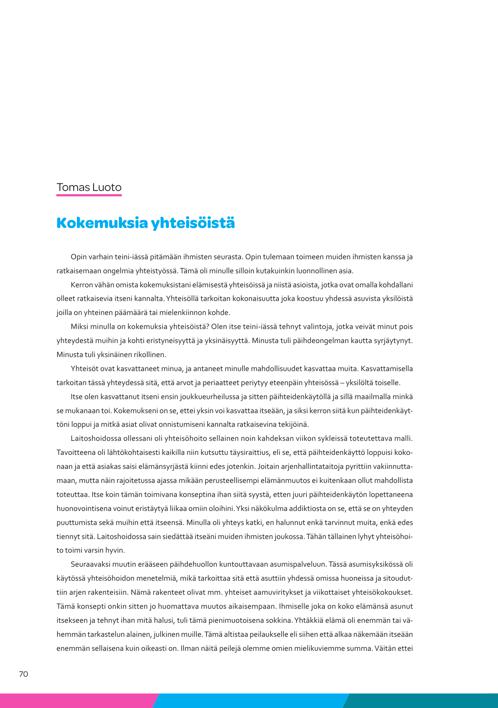 Tomas Luoto
Kokemuksia yhteisöistä
Opin varhain teini-iässä pitämään ihmisten seurasta. Opin tulemaan toimeen muiden ihmisten kanssa ja
ratkaisemaan ongelmia yhteistyössä. Tämä oli minulle silloin kutakuinkin luonnollinen asia.
Kerron vähän omista kokemuksistani elämisestä yhteisöissä ja niistä asioista, jotka ovat omalla kohdallani
olleet ratkaisevia itseni kannalta. Yhteisöllä tarkoitan kokonaisuutta joka koostuu yhdessä asuvista yksilöistä
joilla on yhteinen päämäärä tai mielenkiinnon kohde.
Miksi minulla on kokemuksia yhteisöistä? Olen itse teini-iässä tehnyt valintoja, jotka veivät minut pois
yhteydestä muihin ja kohti eristyneisyyttä ja yksinäisyyttä. Minusta tuli päihdeongelman kautta syrjäytynyt.
Minusta tuli yksinäinen rikollinen.
Yhteisöt ovat kasvattaneet minua, ja antaneet minulle mahdollisuudet kasvattaa muita. Kasvattamisella
tarkoitan tässä yhteydessä sitä, että arvot ja periaatteet periytyy eteenpäin yhteisössä – yksilöltä toiselle.
Itse olen kasvattanut itseni ensin joukkueurheilussa ja sitten päihteidenkäytöllä ja sillä maailmalla minkä
se mukanaan toi. Kokemukseni on se, ettei yksin voi kasvattaa itseään, ja siksi kerron siitä kun päihteidenkäyt-
töni loppui ja mitkä asiat olivat onnistumiseni kannalta ratkaisevina tekijöinä.
Laitoshoidossa ollessani oli yhteisöhoito sellainen noin kahdeksan viikon sykleissä toteutettava malli.
Tavoitteena oli lähtökohtaisesti kaikilla niin kutsuttu täysiraittius, eli se, että päihteidenkäyttö loppuisi koko-
naan ja että asiakas saisi elämänsyrjästä kiinni edes jotenkin. Joitain arjenhallintataitoja pyrittiin vakiinnutta-
maan, mutta näin rajoitetussa ajassa mikään perusteellisempi elämänmuutos ei kuitenkaan ollut mahdollista
toteuttaa. Itse koin tämän toimivana konseptina ihan siitä syystä, etten juuri päihteidenkäytön lopettaneena
huonovointisena voinut eristäytyä liikaa omiin oloihini. Yksi näkökulma addiktiosta on se, että se on yhteyden
puuttumista sekä muihin että itseensä. Minulla oli yhteys katki, en halunnut enkä tarvinnut muita, enkä edes
tiennyt sitä. Laitoshoidossa sain siedättää itseäni muiden ihmisten joukossa. Tähän tällainen lyhyt yhteisöhoi-
to toimi varsin hyvin.
Seuraavaksi muutin erääseen päihdehuollon kuntouttavaan asumispalveluun. Tässä asumisyksikössä oli
käytössä yhteisöhoidon menetelmiä, mikä tarkoittaa sitä että asuttiin yhdessä omissa huoneissa ja sitoudut-
tiin arjen rakenteisiin. Nämä rakenteet olivat mm. yhteiset aamuviritykset ja viikottaiset yhteisökokoukset.
Tämä konsepti onkin sitten jo huomattava muutos aikaisempaan. Ihmiselle joka on koko elämänsä asunut
itsekseen ja tehnyt ihan mitä halusi, tuli tämä pienimuotoisena sokkina. Yhtäkkiä elämä oli enemmän tai vä-
hemmän tarkastelun alainen, julkinen muille. Tämä altistaa peilaukselle eli siihen että alkaa näkemään itseään
enemmän sellaisena kuin oikeasti on. Ilman näitä peilejä olemme omien mielikuviemme summa. Väitän ettei
70